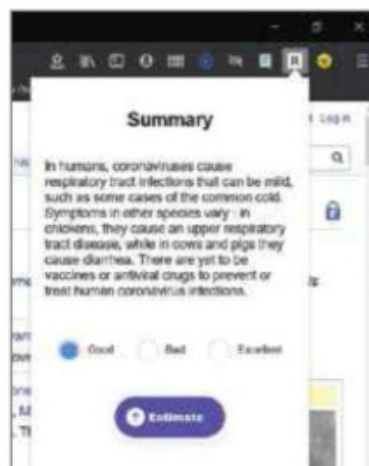 Log in
Summary
In humans, coronaviruses cause
respiratory tract infections that can be mild,
such as some cases of the common cold.
Symptoms in other species vary : in
chickens, they cause an upper respiratory
tract disease, while in cows and pigs they
cause diarrhea. There are yet to be
vaccines or antiviral drugs to prevent or
treat human coronavirus infections.
Good Bad Excellent
Estimate